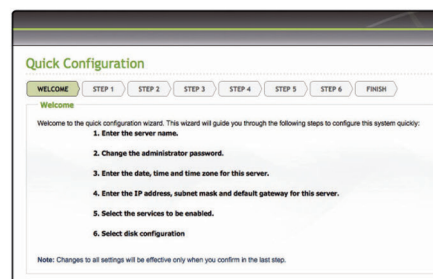 Quick Configuration
WELCOME STEP 1 STEP 2 STEP 3 STEP 4 STEP 5 STEP 6 FINISH
Welcome
Welcome to the quick configuration wizard. This wizard will guide you through the following steps to configure this system quickly:
1. Enter the server name.
2. Change the administrator password.
3. Enter the date, time and time zone for this server.
4. Enter the IP address, subnet mask and default gateway for this server.
5. Select the services to be enabled.
6. Select disk configuration
Note: Changes to all settings will be effective only when you confirm in the last step.